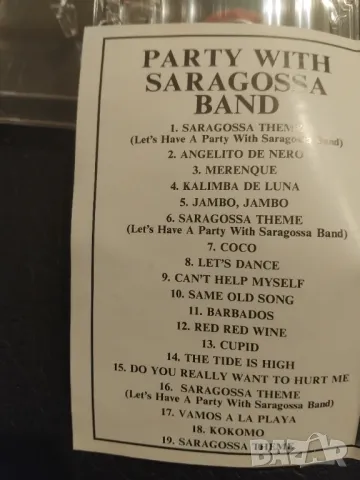 PARTY WITH
SARAGOSSA
BAND
1. SARAGOSSA THEME
(Let's Have A Party With Saragossa Band)
2. ANGELITO DE NERO
3. MERENQUE
4. KALIMBA DE LUNA
5. JAMBO, JAMBO
6. SARAGOSSA THEME
(Let's Have A Party With Saragossa Band)
7. COCO
8. LET'S DANCE
9. CAN'T HELP MYSELF
10. SAME OLD SONG
11. BARBADOS
12. RED RED WINE
13. CUPID
14. THE TIDE IS HIGH
15. DO YOU REALLY WANT TO HURT ME
16. SARAGOSSA THEME
(Let's Have A Party With Saragossa Band)
17. VAMOS A LA PLAYA
18. KOKOMO
19. SARAGOSSA THEME
bazar